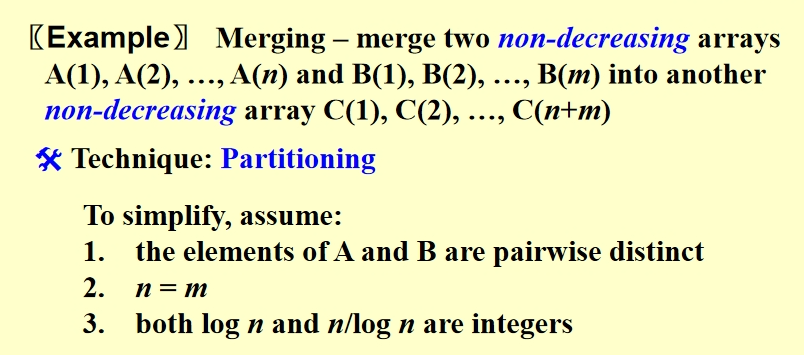 〖Example〗 Merging – merge two non-decreasing arrays
A(1), A(2), …, A(n) and B(1), B(2), …, B(m) into another
non-decreasing array C(1), C(2), …, C(n+m)
Technique: Partitioning
To simplify, assume:
1. the elements of A and B are pairwise distinct
2. n = m
3. both log n and n/log n are integers